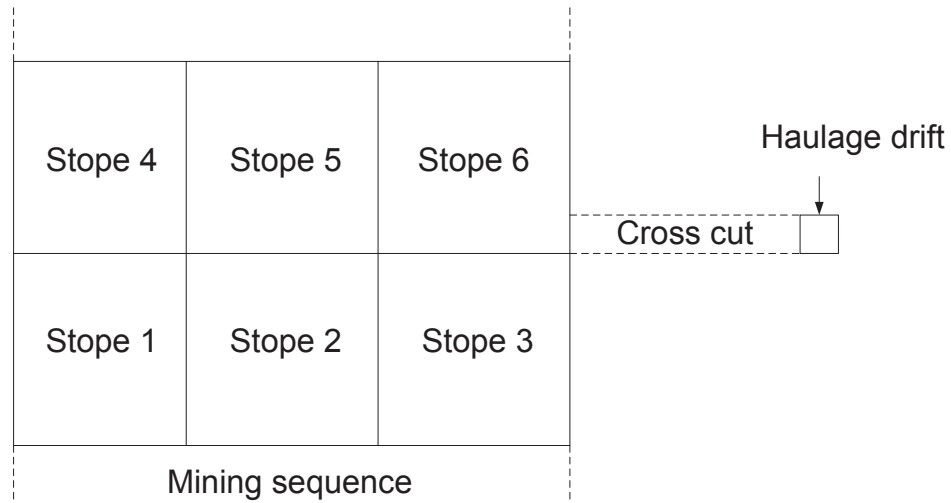 Haulage drift
Stope 4
Stope 5
Stope 6
Cross cut
Stope 1
Stope 2
Stope 3
Mining sequence